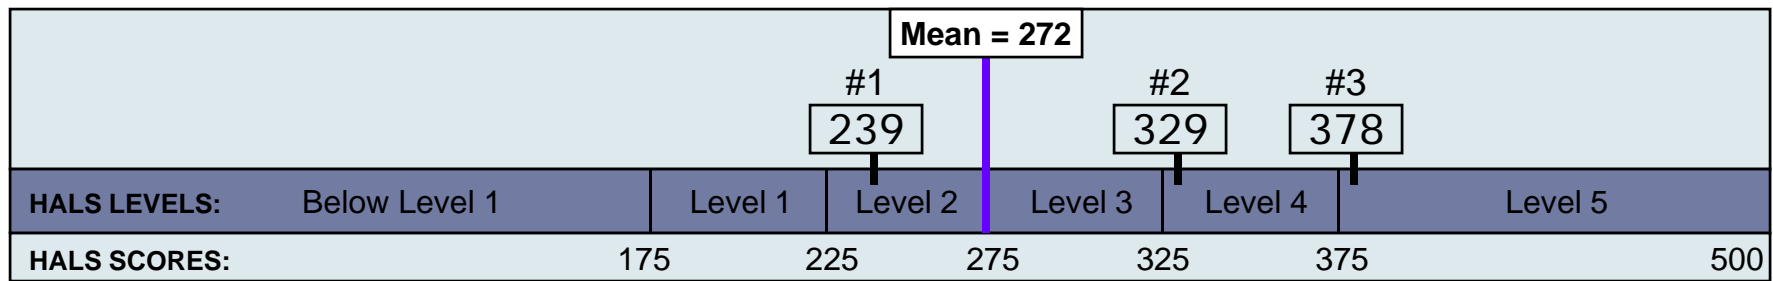 Mean = 272
#1 #2 #3
239 329 378
HALS LEVELS: Below Level 1 Level 1 Level 2 Level 3 Level 4 Level 5
HALS SCORES: 175 225 275 325 375 500